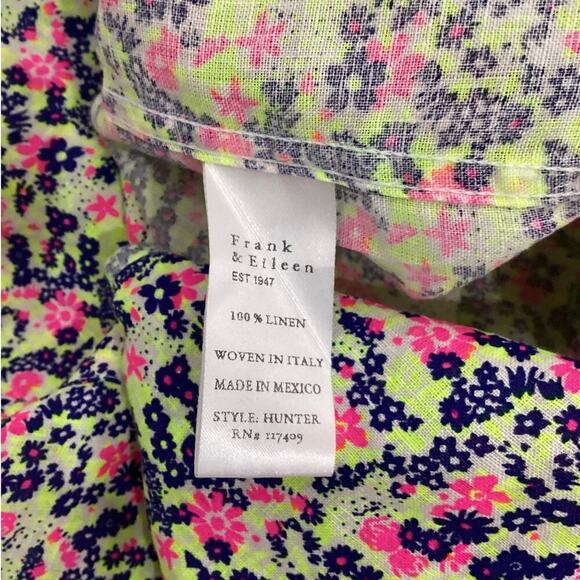 Frank
& Eileen
EST 1947
100% LINEN
WOVEN IN ITALY
MADE IN MEXICO
STYLE: HUNTER
RN# 117409